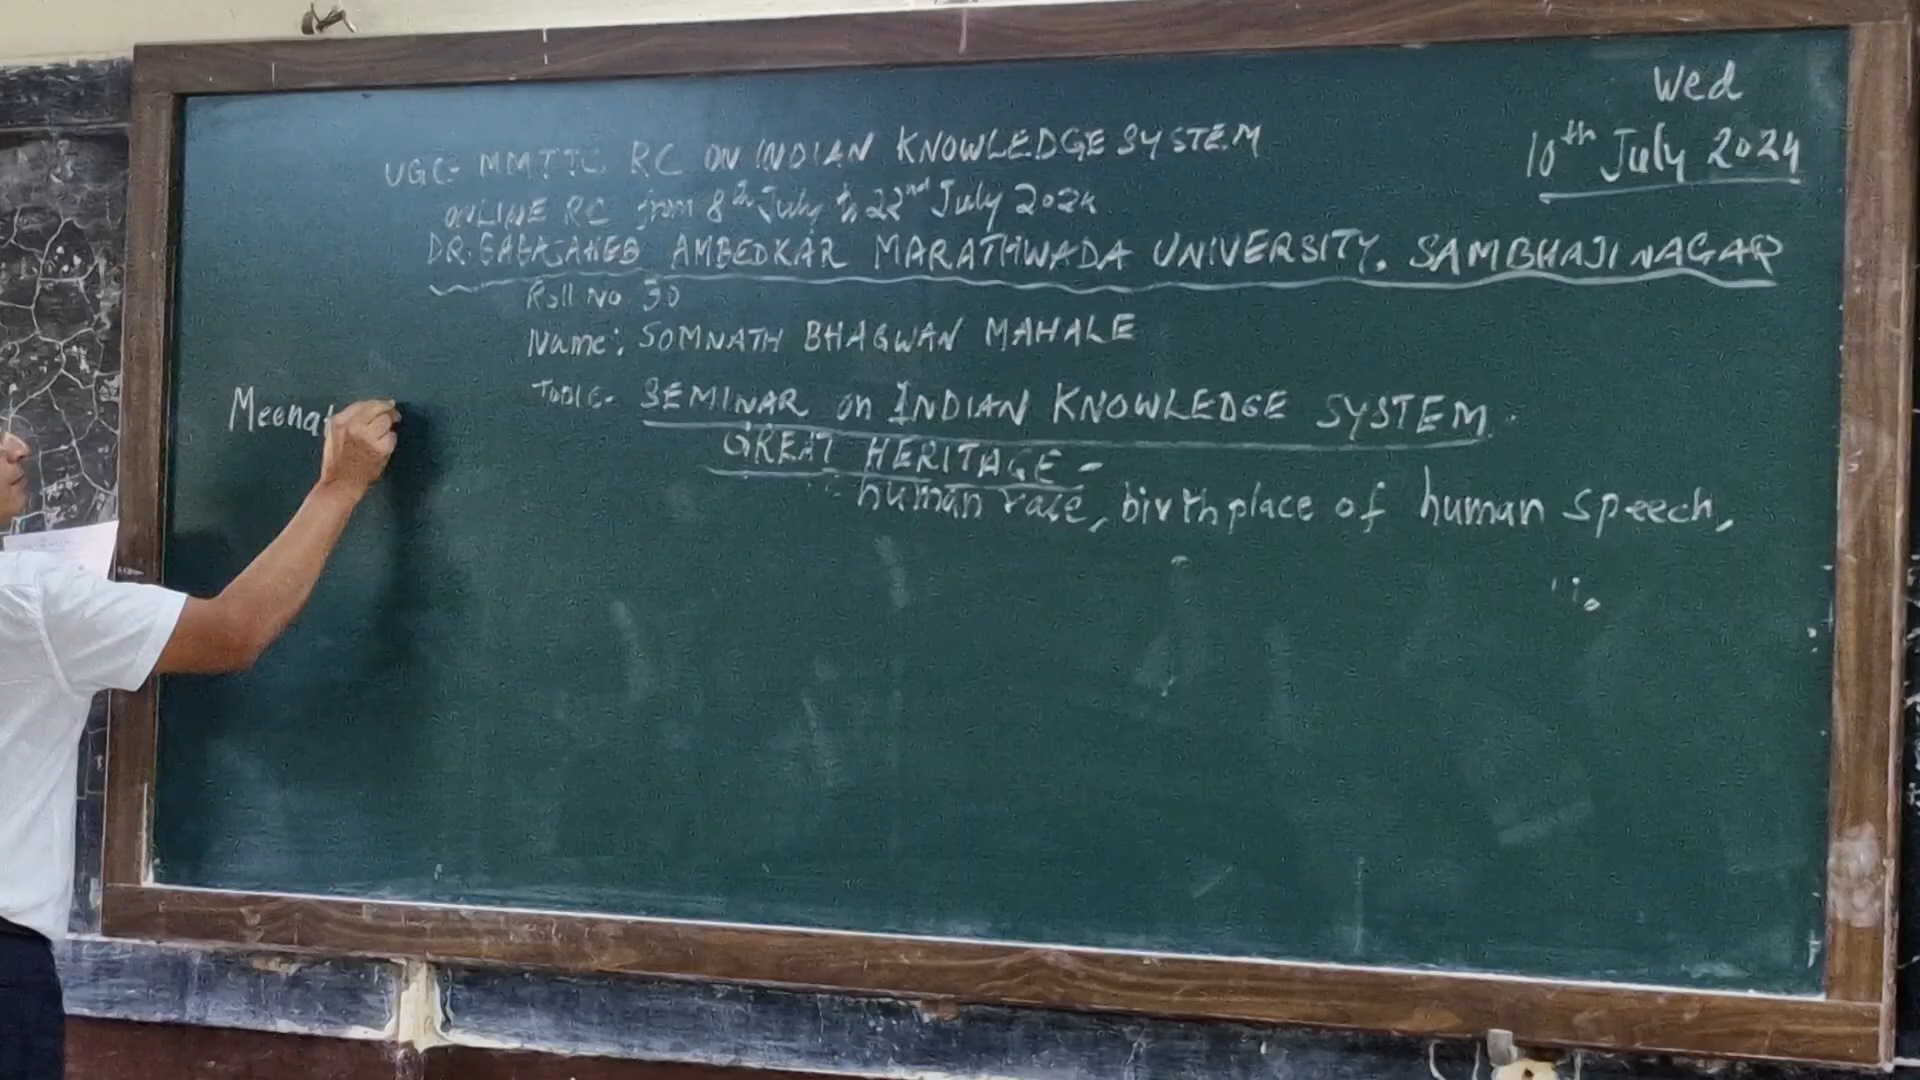 Wed
10th July 2024
UGC- MMTTC RC ON INDIAN KNOWLEDGE SYSTEM
ONLINE RC from 8th July to 22nd July 2024
DR. BABASAHEB AMBEDKAR MARATHWADA UNIVERSITY. SAMBHAJI NAGAR
Roll No. 30
Name: SOMNATH BHAGWAN MAHALE
Topic- SEMINAR on INDIAN KNOWLEDGE SYSTEM.
GREAT HERITAGE -
human race, birthplace of human speech,
Meenat